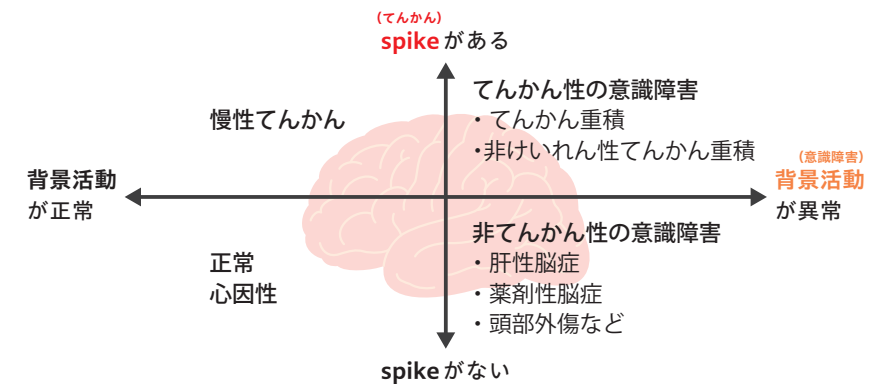 (てんかん)
spikeがある
慢性てんかん
てんかん性の意識障害
・てんかん重積
・非けいれん性てんかん重積
背景活動
が正常
(意識障害)
背景活動
が異常
正常
心因性
非てんかん性の意識障害
・肝性脳症
・薬剤性脳症
・頭部外傷など
spikeがない